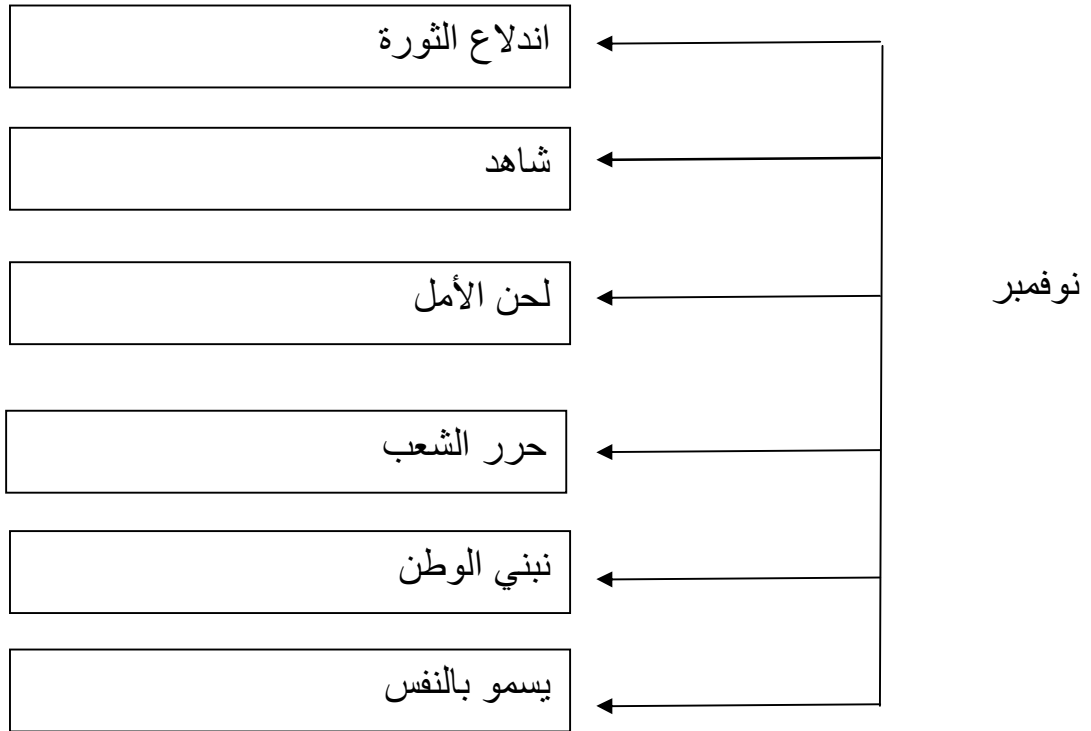 اندلاع الثورة
شاهد
لحن الأمل
نوفمبر
حرر الشعب
نبني الوطن
يسمو بالنفس